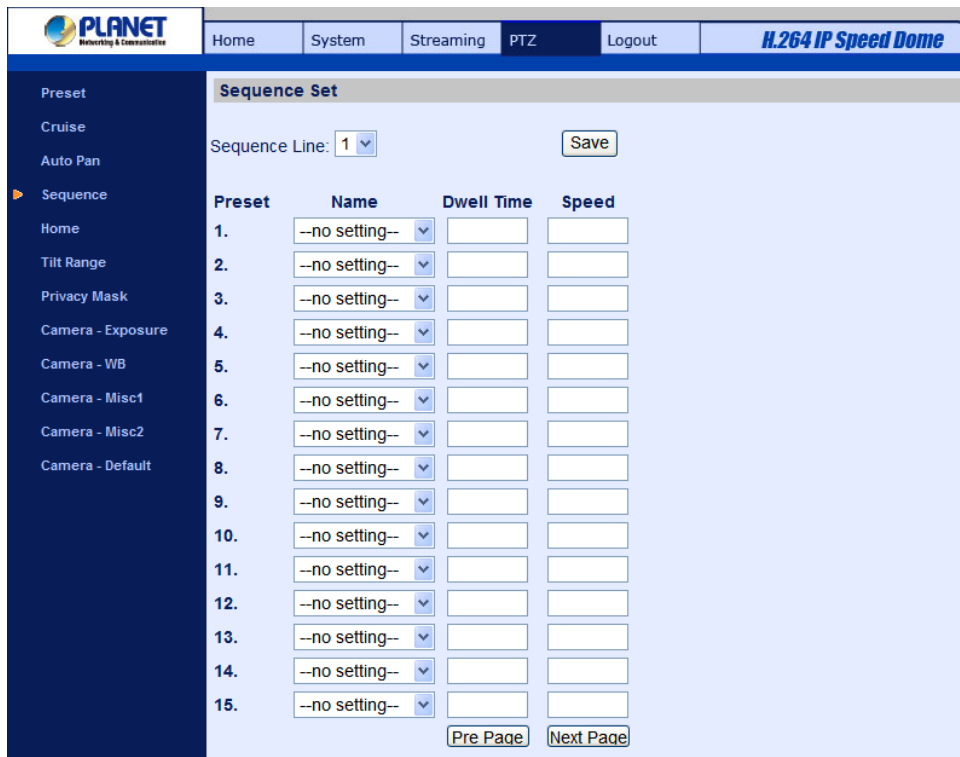 PLANET
Networking & Communication
Home System Streaming PTZ Logout H.264 IP Speed Dome
Preset
Cruise
Auto Pan
Sequence
Home
Tilt Range
Privacy Mask
Camera - Exposure
Camera - WB
Camera - Misc1
Camera - Misc2
Camera - Default
Sequence Set
Sequence Line: 1 Save
Preset Name Dwell Time Speed
1. --no setting--
2. --no setting--
3. --no setting--
4. --no setting--
5. --no setting--
6. --no setting--
7. --no setting--
8. --no setting--
9. --no setting--
10. --no setting--
11. --no setting--
12. --no setting--
13. --no setting--
14. --no setting--
15. --no setting--
Pre Page Next Page